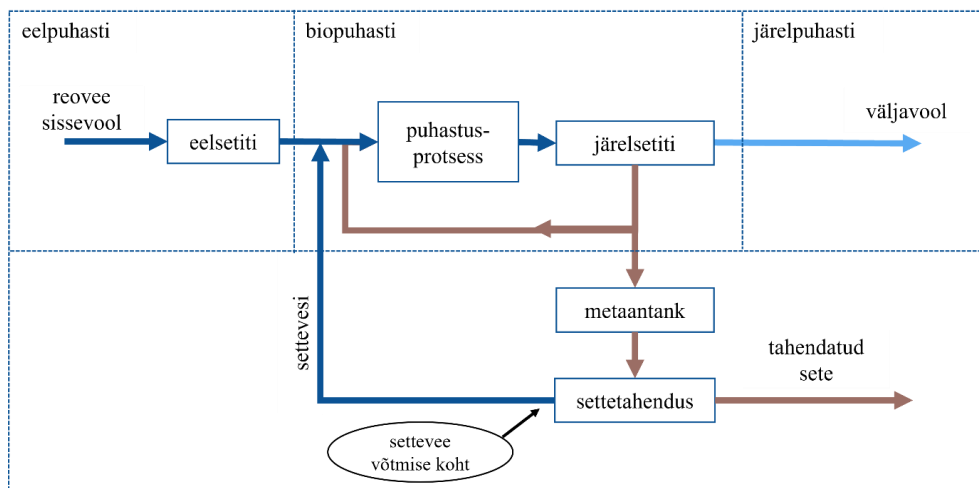 eelpuhasti
biopuhasti
järelpuhasti
reovee
sissevool
eelsetiti
puhastus-
protsess
järelsetiti
väljavool
settevesi
metaantank
settetahendus
tahendatud
sete
settevee
võtmise koht